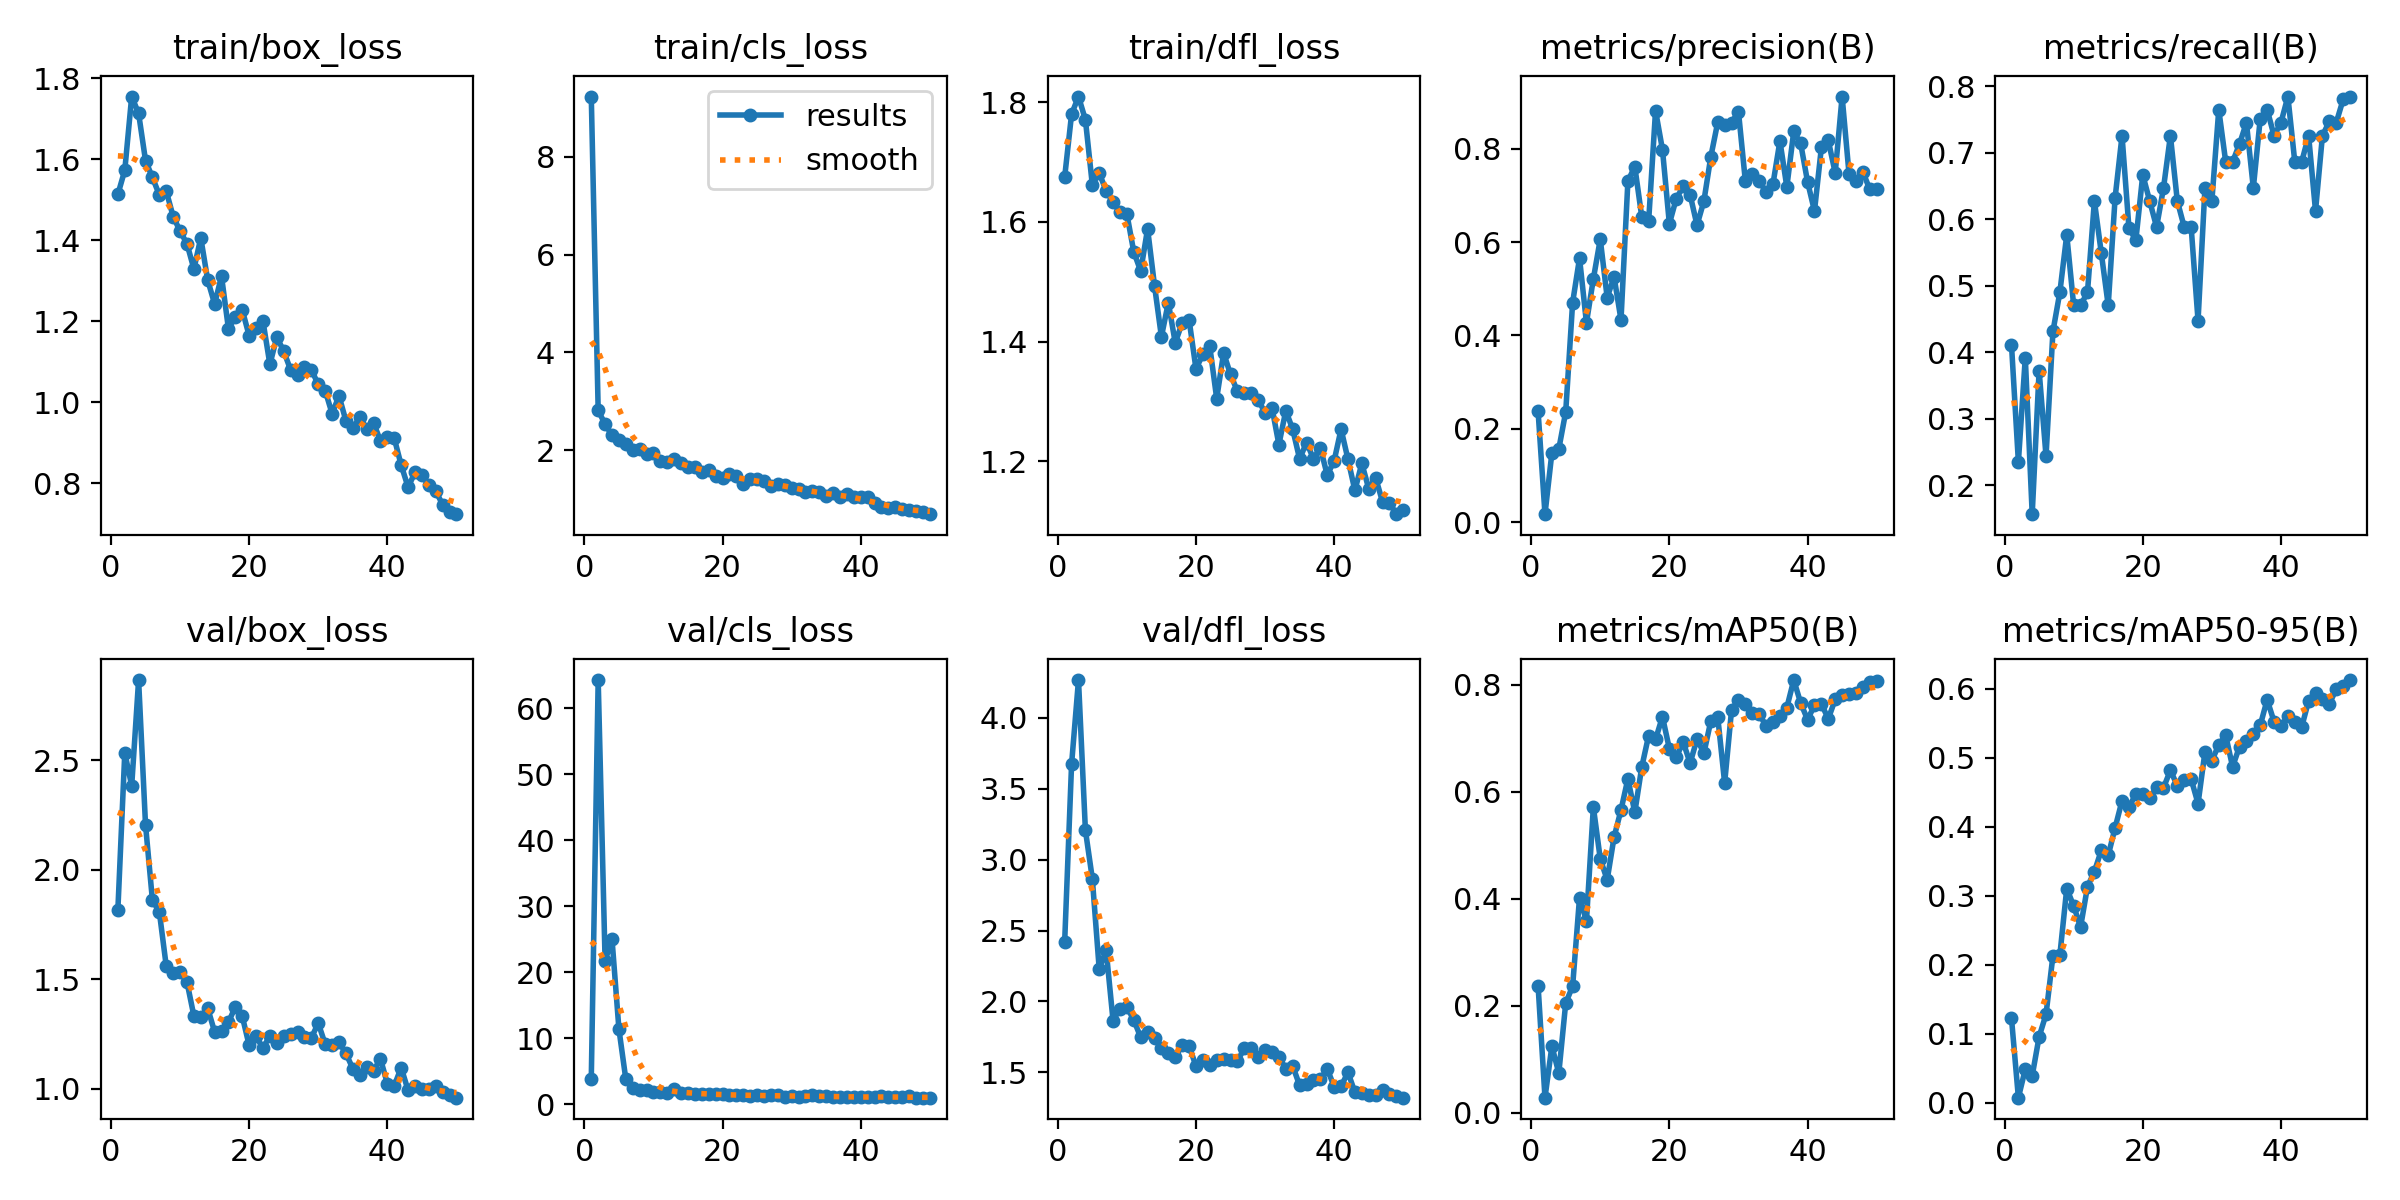 train/box_loss
1.8
1.6
1.4
1.2
1.0
0.8
0 20 40
train/cls_loss
results
smooth
8
6
4
2
0 20 40
train/dfl_loss
1.8
1.6
1.4
1.2
0 20 40
metrics/precision(B)
0.8
0.6
0.4
0.2
0.0
0 20 40
metrics/recall(B)
0.8
0.7
0.6
0.5
0.4
0.3
0.2
0 20 40
val/box_loss
2.5
2.0
1.5
1.0
0 20 40
val/cls_loss
60
50
40
30
20
10
0
0 20 40
val/dfl_loss
4.0
3.5
3.0
2.5
2.0
1.5
0 20 40
metrics/mAP50(B)
0.8
0.6
0.4
0.2
0.0
0 20 40
metrics/mAP50-95(B)
0.6
0.5
0.4
0.3
0.2
0.1
0.0
0 20 40